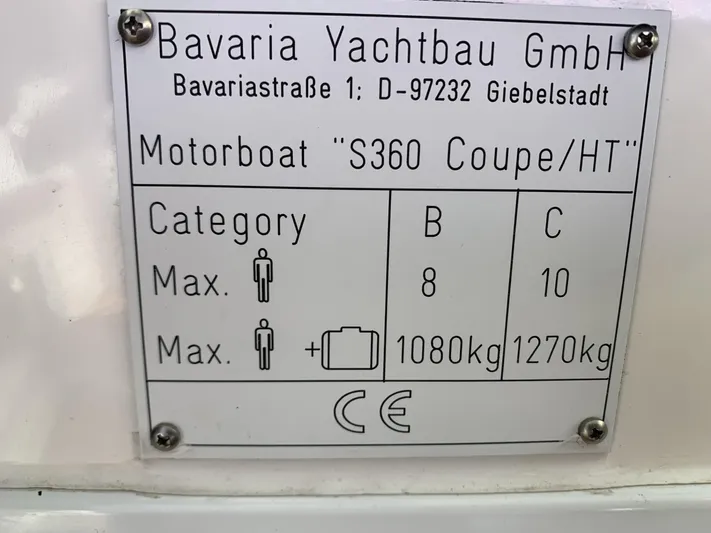 Bavaria Yachtbau GmbH
Bavariastraße 1; D-97232 Giebelstadt
Motorboat "S360 Coupe/HT"
Category B C
Max. 8 10
Max. + 1080kg 1270kg
CE